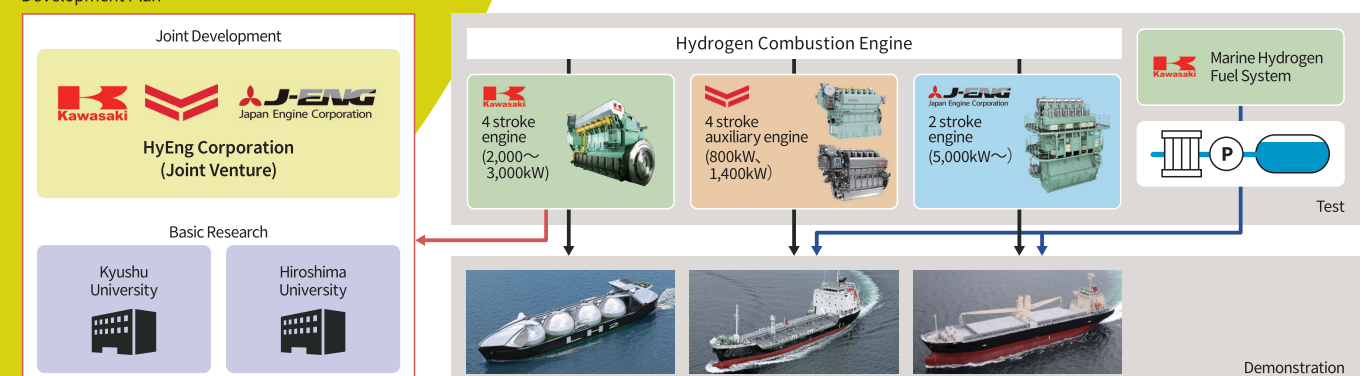 Development Plan
Joint Development
Kawasaki
J-ENG
Japan Engine Corporation
HyEng Corporation
(Joint Venture)
Basic Research
Kyushu
University
Hiroshima
University
Hydrogen Combustion Engine
Kawasaki
4 stroke
engine
(2,000～
3,000kW)
4 stroke
auxiliary engine
(800kW、
1,400kW)
J-ENG
Japan Engine Corporation
2 stroke
engine
(5,000kW～)
Kawasaki
Marine Hydrogen
Fuel System
P
Test
LH2
Demonstration